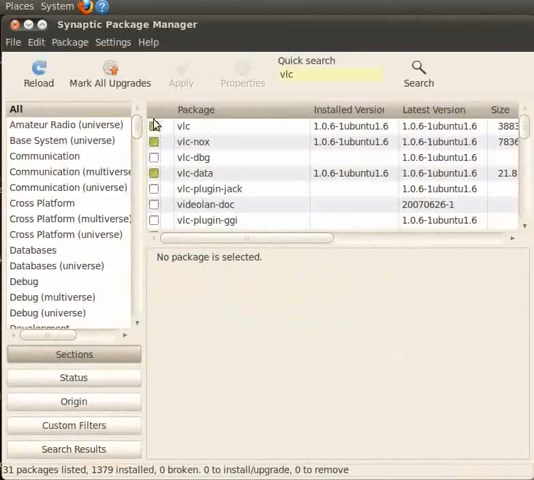 Places System
Synaptic Package Manager
File Edit Package Settings Help
Reload Mark All Upgrades Apply Properties Quick search vlc Search
All
Amateur Radio (universe)
Base System (universe)
Communication
Communication (multiverse
Communication (universe)
Cross Platform
Cross Platform (multiverse
Cross Platform (universe)
Databases
Databases (universe)
Debug
Debug (multiverse)
Debug (universe)
Development
Package Installed Version Latest Version Size
vlc 1.0.6-1ubuntu1.6 1.0.6-1ubuntu1.6 3883
vlc-nox 1.0.6-1ubuntu1.6 1.0.6-1ubuntu1.6 7836
vlc-dbg 1.0.6-1ubuntu1.6
vlc-data 1.0.6-1ubuntu1.6 1.0.6-1ubuntu1.6 21.8
vlc-plugin-jack 1.0.6-1ubuntu1.6
videolan-doc 20070626-1
vlc-plugin-ggi 1.0.6-1ubuntu1.6
No package is selected.
Sections
Status
Origin
Custom Filters
Search Results
31 packages listed, 1379 installed, 0 broken. 0 to install/upgrade, 0 to remove